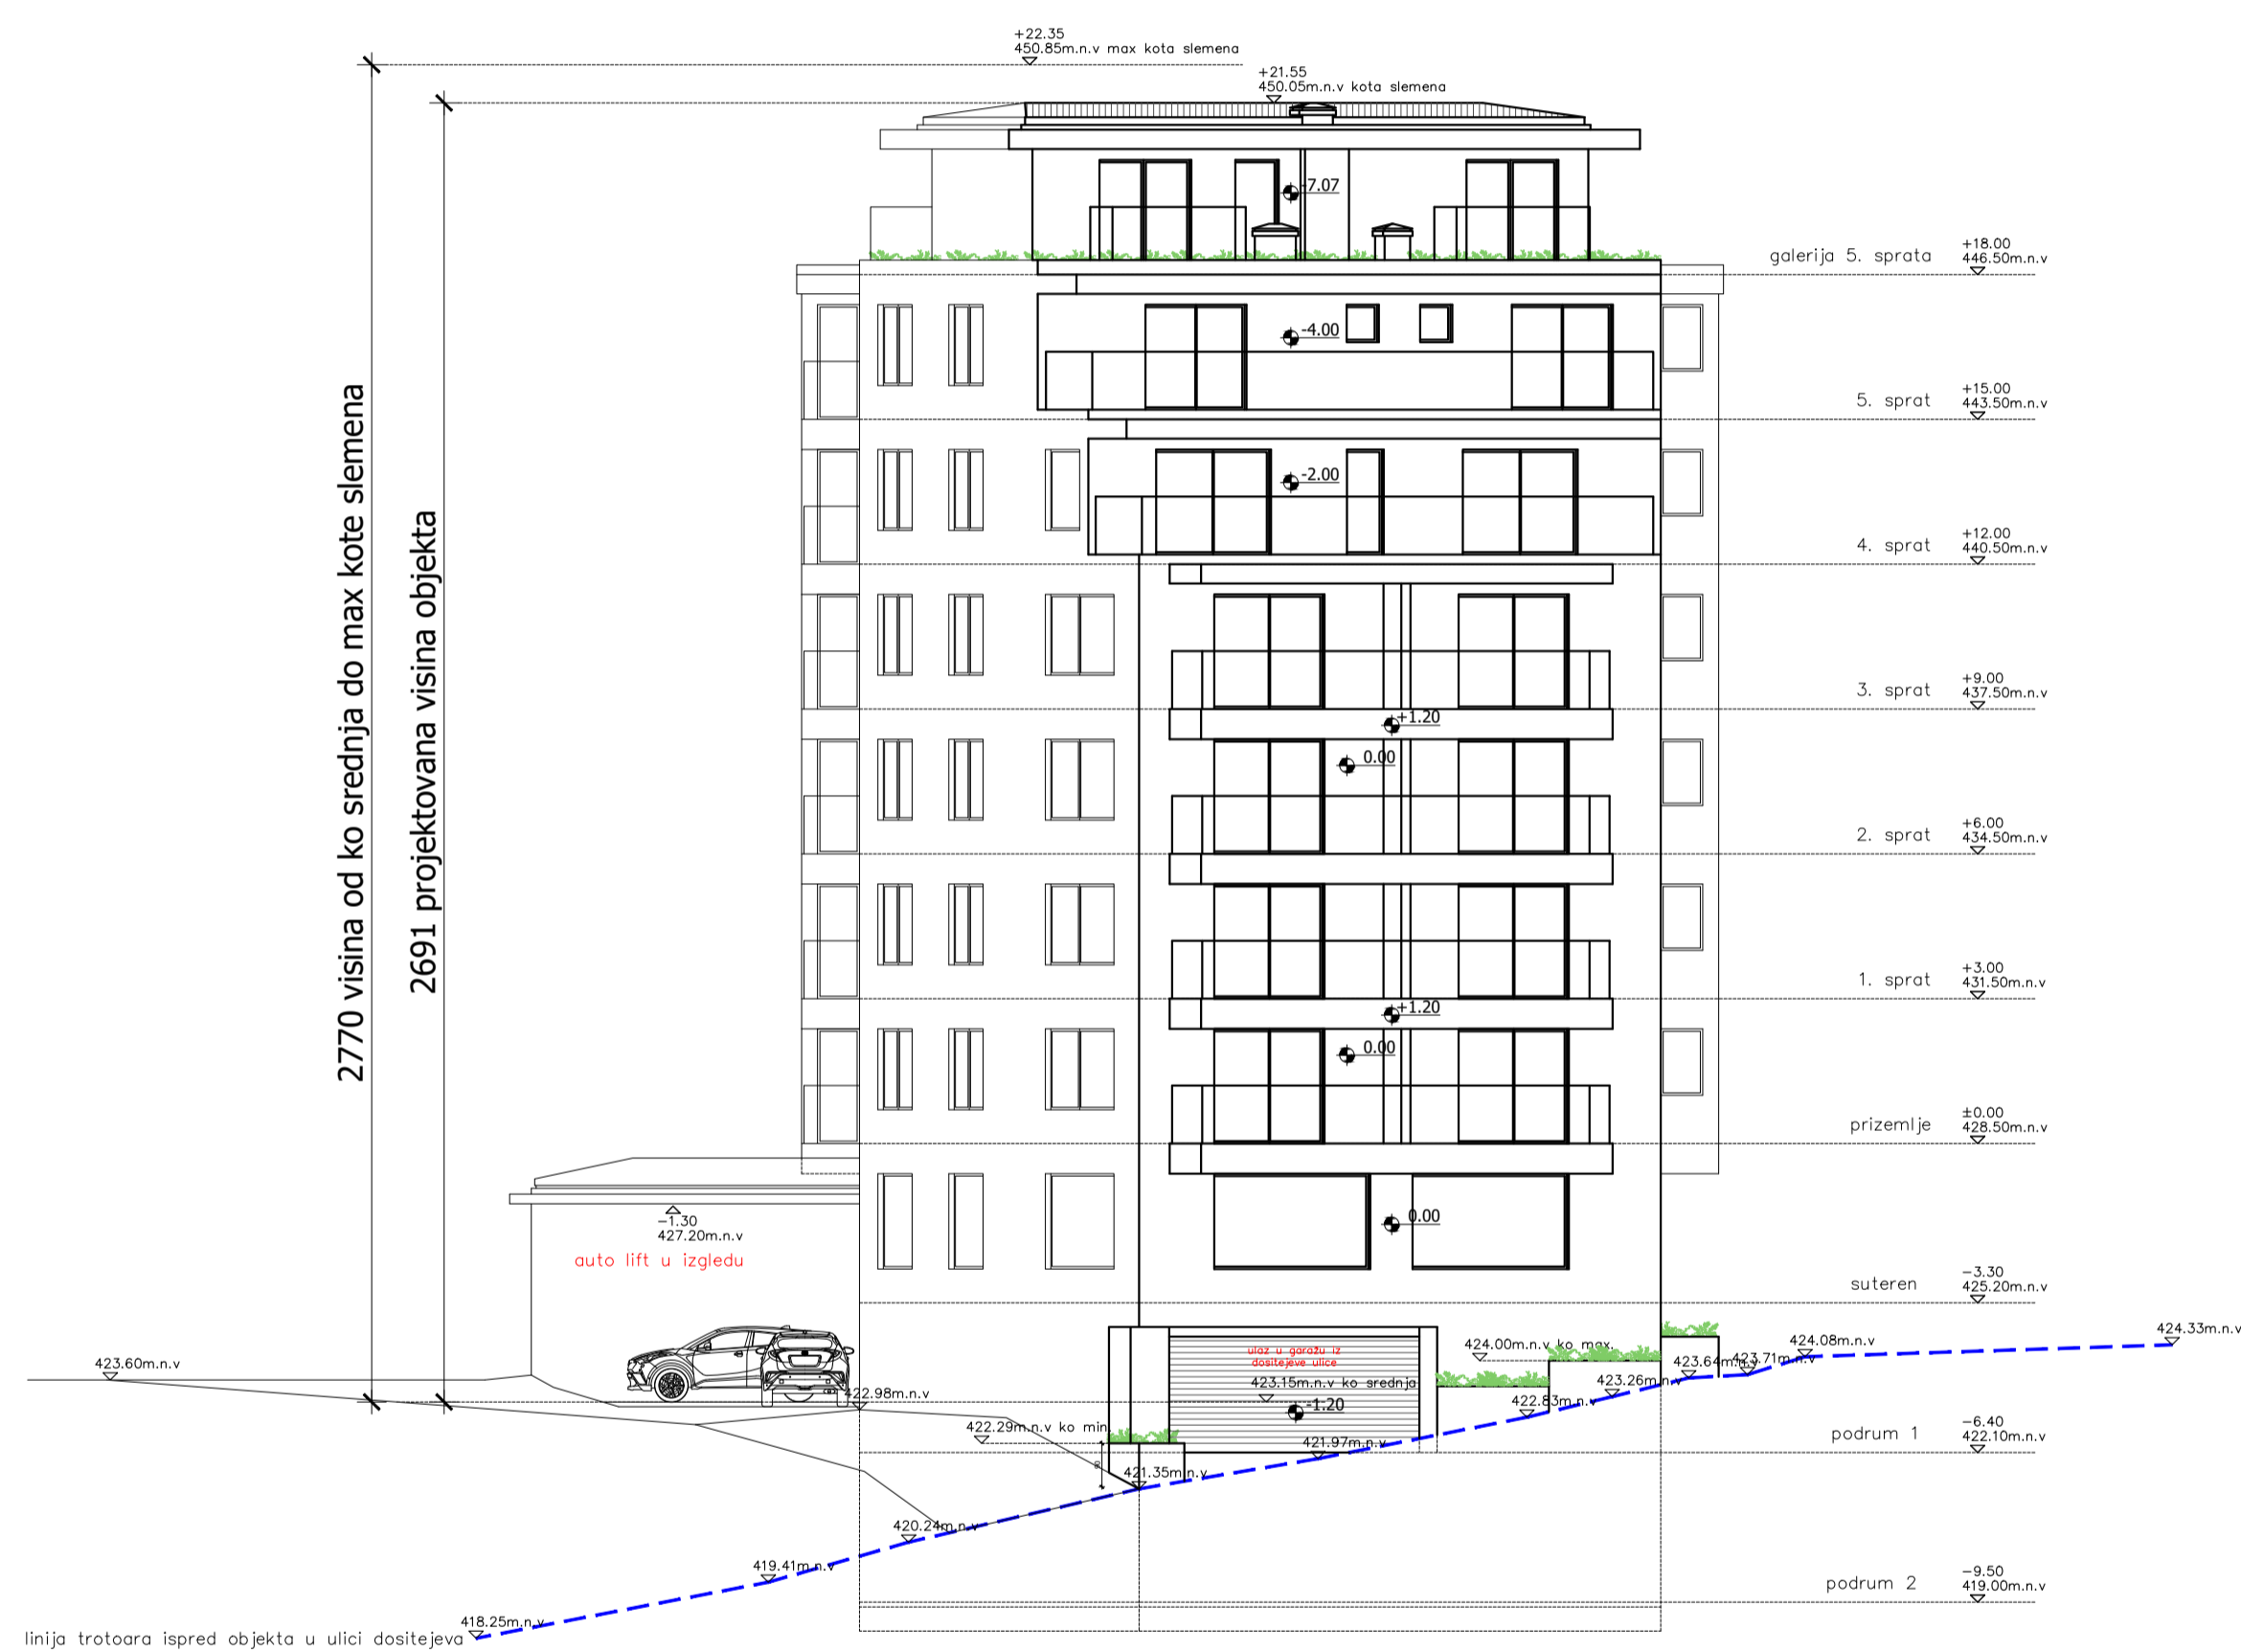 +22.35
450.85m.n.v max kota slemena
+21.55
450.05m.n.v kota slemena
-7.07
galerija 5. sprata
+18.00
446.50m.n.v
-4.00
5. sprat
+15.00
443.50m.n.v
-2.00
4. sprat
+12.00
440.50m.n.v
2770 visina od ko srednja do max kote slemena
2691 projektovana visina objekta
3. sprat
+9.00
437.50m.n.v
+1.20
0.00
2. sprat
+6.00
434.50m.n.v
1. sprat
+3.00
431.50m.n.v
+1.20
0.00
prizemlje
±0.00
428.50m.n.v
-1.30
427.20m.n.v
auto lift u izgledu
0.00
suteren
-3.30
425.20m.n.v
423.60m.n.v
ulaz u garažu iz
dositejeve ulice
424.00m.n.v ko max.
424.08m.n.v
424.33m.n.v
423.64m.n.v
423.71m.n.v
423.15m.n.v ko srednja
423.26m.n.v
422.98m.n.v
-1.20
422.83m.n.v
422.29m.n.v ko min
421.97m.n.v
podrum 1
-6.40
422.10m.n.v
421.35m.n.v
420.24m.n.v
419.41m.n.v
podrum 2
-9.50
419.00m.n.v
418.25m.n.v
linija trotoara ispred objekta u ulici dositejeva